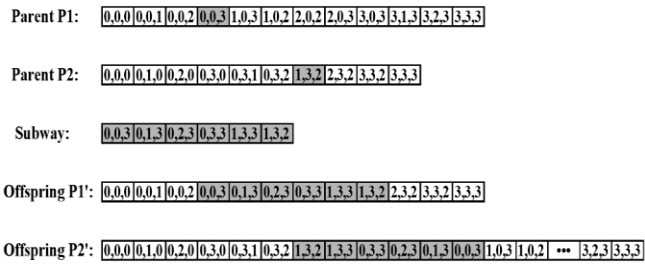 Parent P1: 0,0,0 0,0,1 0,0,2 0,0,3 1,0,3 1,0,2 2,0,2 2,0,3 3,0,3 3,1,3 3,2,3 3,3,3
Parent P2: 0,0,0 0,1,0 0,2,0 0,3,0 0,3,1 0,3,2 1,3,2 2,3,2 3,3,2 3,3,3
Subway: 0,0,3 0,1,3 0,2,3 0,3,3 1,3,3 1,3,2
Offspring P1': 0,0,0 0,0,1 0,0,2 0,0,3 0,1,3 0,2,3 0,3,3 1,3,3 1,3,2 2,3,2 3,3,2 3,3,3
Offspring P2': 0,0,0 0,1,0 0,2,0 0,3,0 0,3,1 0,3,2 1,3,2 1,3,3 0,3,3 0,2,3 0,1,3 0,0,3 1,0,3 1,0,2 ••• 3,2,3 3,3,3